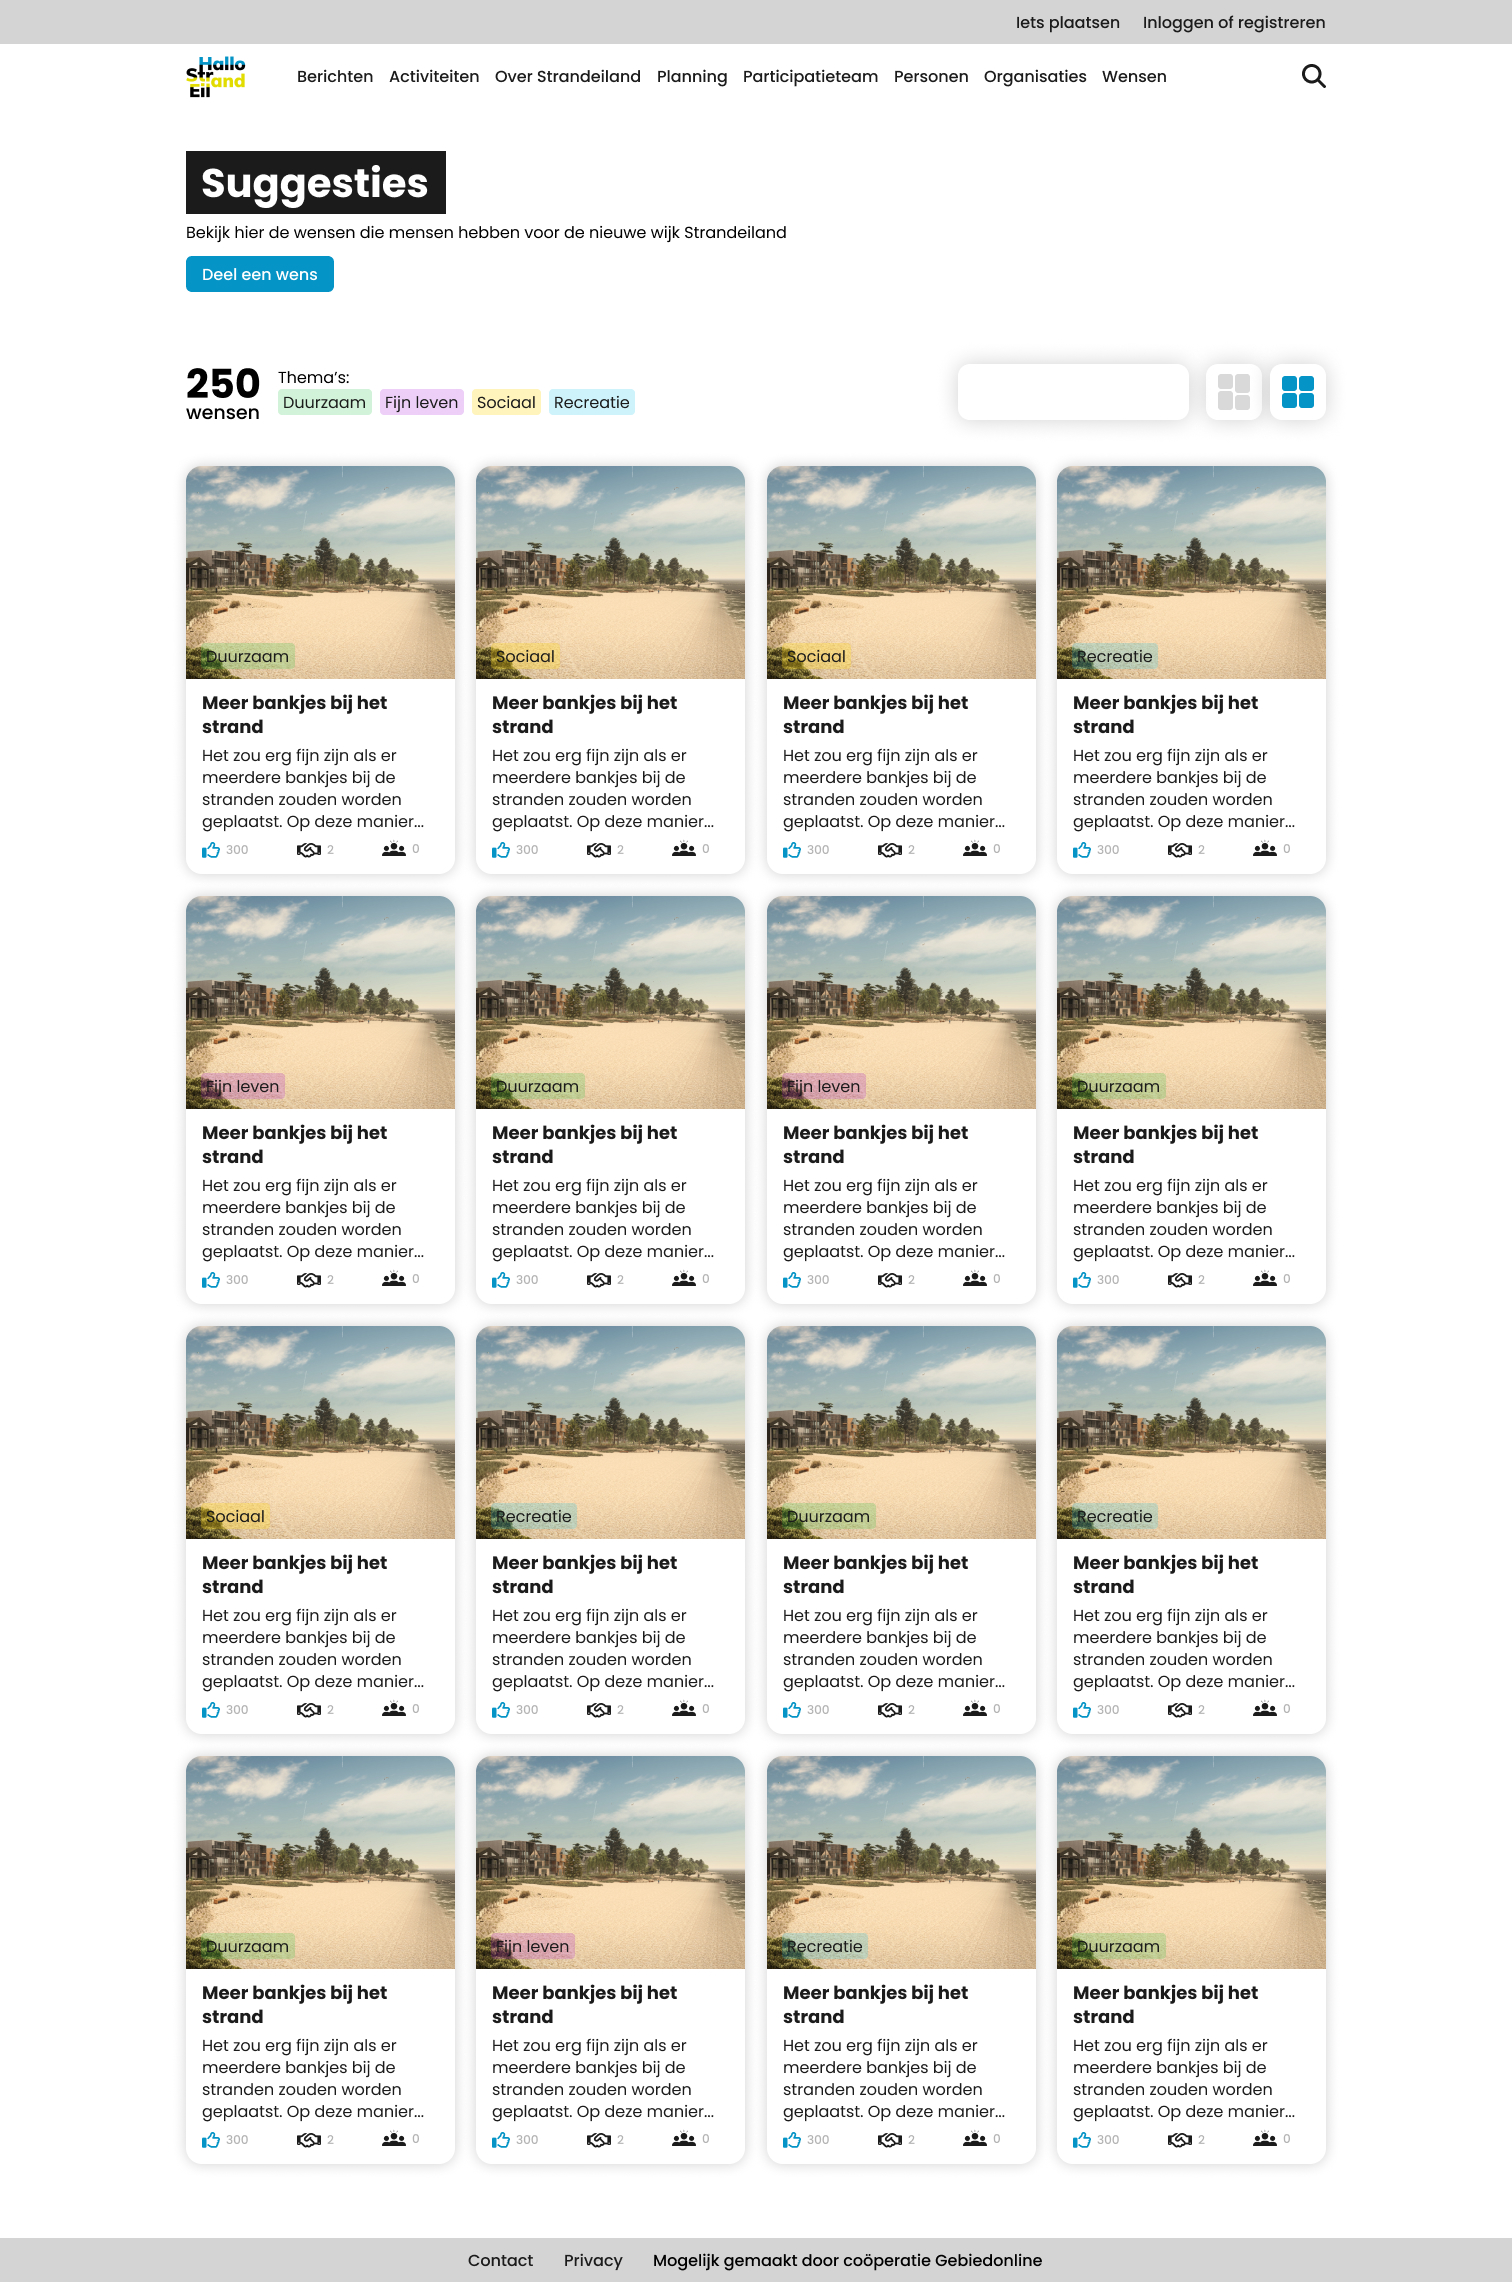 Iets plaatsen Inloggen of registreren
Hallo
Str
eiland
Eil
Berichten Activiteiten Over Strandeiland Planning Participatieteam Personen Organisaties Wensen
Suggesties
Bekijk hier de wensen die mensen hebben voor de nieuwe wijk Strandeiland
Deel een wens
250
wensen
Thema’s:
Duurzaam Fijn leven Sociaal Recreatie
Duurzaam Sociaal Sociaal Recreatie
Meer bankjes bij het Meer bankjes bij het Meer bankjes bij het Meer bankjes bij het
strand strand strand strand
Het zou erg fijn zijn als er Het zou erg fijn zijn als er Het zou erg fijn zijn als er Het zou erg fijn zijn als er
meerdere bankjes bij de meerdere bankjes bij de meerdere bankjes bij de meerdere bankjes bij de
stranden zouden worden stranden zouden worden stranden zouden worden stranden zouden worden
geplaatst. Op deze manier... geplaatst. Op deze manier... geplaatst. Op deze manier... geplaatst. Op deze manier...
300 2 0 300 2 0 300 2 0 300 2 0
Fijn leven Duurzaam Fijn leven Duurzaam
Meer bankjes bij het Meer bankjes bij het Meer bankjes bij het Meer bankjes bij het
strand strand strand strand
Het zou erg fijn zijn als er Het zou erg fijn zijn als er Het zou erg fijn zijn als er Het zou erg fijn zijn als er
meerdere bankjes bij de meerdere bankjes bij de meerdere bankjes bij de meerdere bankjes bij de
stranden zouden worden stranden zouden worden stranden zouden worden stranden zouden worden
geplaatst. Op deze manier... geplaatst. Op deze manier... geplaatst. Op deze manier... geplaatst. Op deze manier...
300 2 0 300 2 0 300 2 0 300 2 0
Sociaal Recreatie Duurzaam Recreatie
Meer bankjes bij het Meer bankjes bij het Meer bankjes bij het Meer bankjes bij het
strand strand strand strand
Het zou erg fijn zijn als er Het zou erg fijn zijn als er Het zou erg fijn zijn als er Het zou erg fijn zijn als er
meerdere bankjes bij de meerdere bankjes bij de meerdere bankjes bij de meerdere bankjes bij de
stranden zouden worden stranden zouden worden stranden zouden worden stranden zouden worden
geplaatst. Op deze manier... geplaatst. Op deze manier... geplaatst. Op deze manier... geplaatst. Op deze manier...
300 2 0 300 2 0 300 2 0 300 2 0
Duurzaam Fijn leven Recreatie Duurzaam
Meer bankjes bij het Meer bankjes bij het Meer bankjes bij het Meer bankjes bij het
strand strand strand strand
Het zou erg fijn zijn als er Het zou erg fijn zijn als er Het zou erg fijn zijn als er Het zou erg fijn zijn als er
meerdere bankjes bij de meerdere bankjes bij de meerdere bankjes bij de meerdere bankjes bij de
stranden zouden worden stranden zouden worden stranden zouden worden stranden zouden worden
geplaatst. Op deze manier... geplaatst. Op deze manier... geplaatst. Op deze manier... geplaatst. Op deze manier...
300 2 0 300 2 0 300 2 0 300 2 0
Contact Privacy Mogelijk gemaakt door coöperatie Gebiedonline